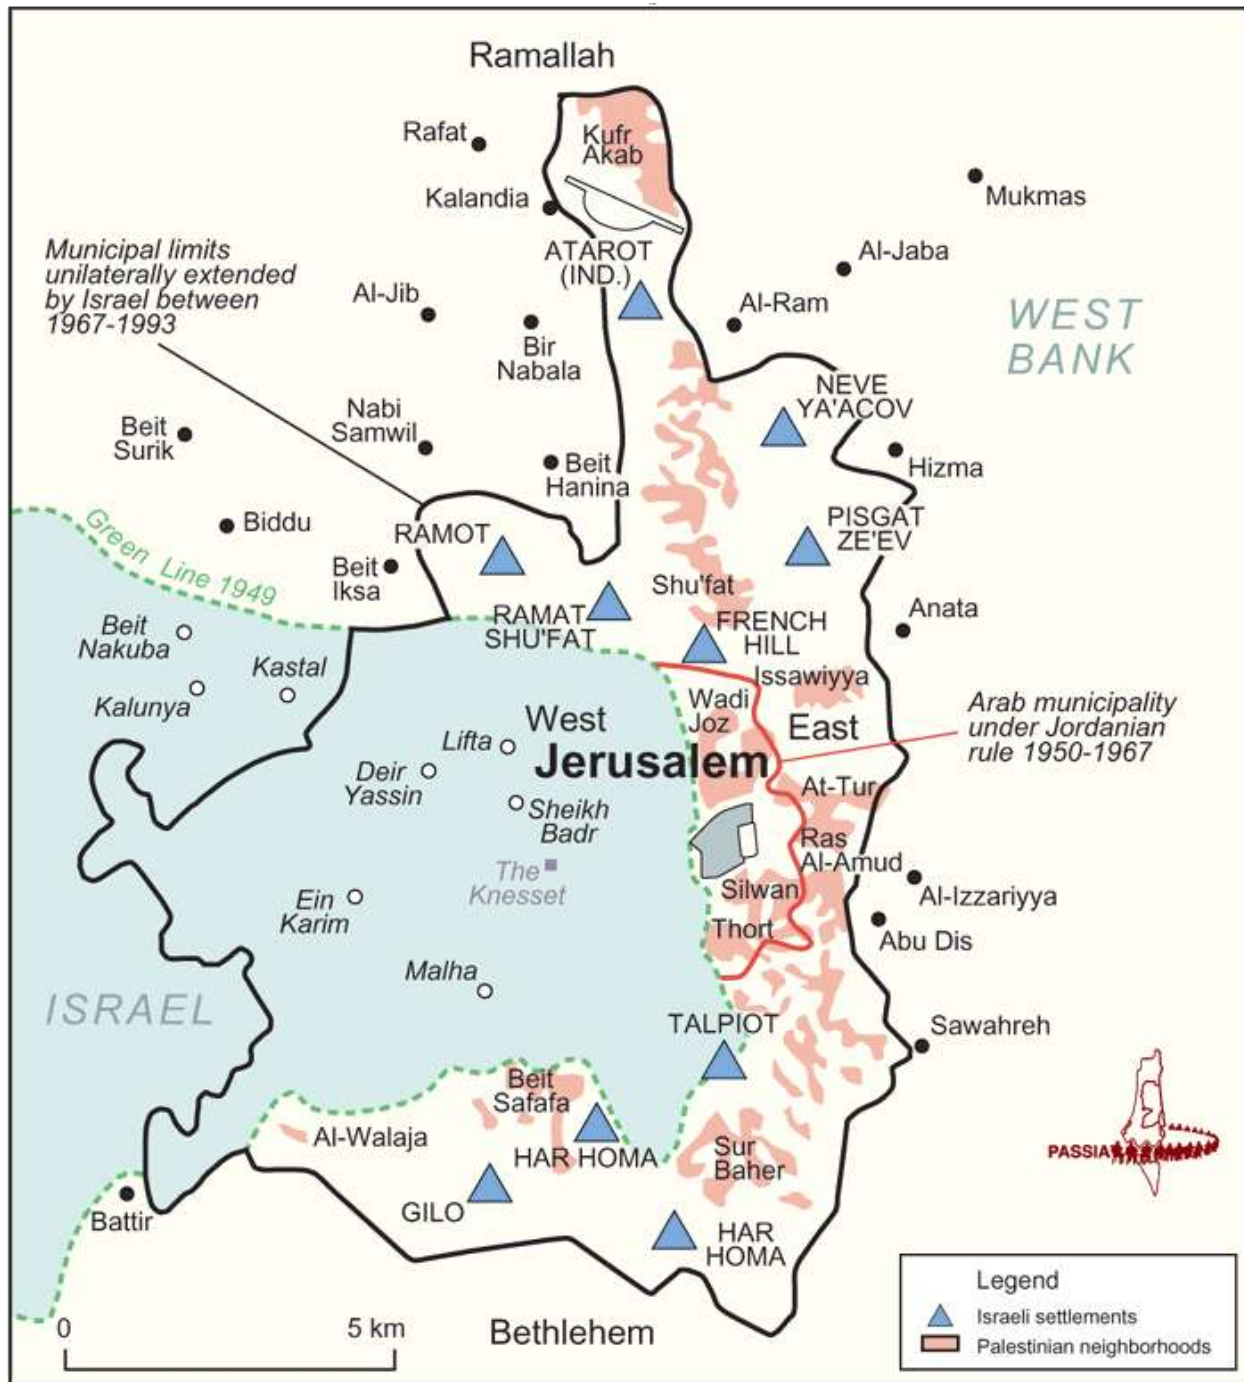 Ramallah
Rafat
Kufr
Akab
Kalandia
Mukmas
Municipal limits
unilaterally extended
by Israel between
1967-1993
ATAROT
(IND.)
Al-Jaba
Al-Jib
Al-Ram
WEST
BANK
Bir
Nabala
NEVE
YA'ACOV
Nabi
Samwil
Beit
Surik
Beit
Hanina
Hizma
Green Line 1949
Biddu
RAMOT
PISGAT
ZE'EV
Beit
Iksa
Shu'fat
RAMAT
SHU'FAT
FRENCH
HILL
Anata
Beit
Nakuba
Kastal
Issawiyya
Kalunya
Wadi
Joz
West
East
Arab municipality
under Jordanian
rule 1950-1967
Lifta
Jerusalem
Deir
Yassin
At-Tur
Sheikh
Badr
Ras
Al-Amud
The
Knesset
Silwan
Al-Izzariyya
Ein
Karim
Thort
Abu Dis
Malha
ISRAEL
TALPIOT
Sawahreh
Beit
Safafa
Al-Walaja
HAR HOMA
Sur
Baher
PASSIA
GILO
Battir
HAR
HOMA
Legend
Israeli settlements
Palestinian neighborhoods
0
5 km
Bethlehem